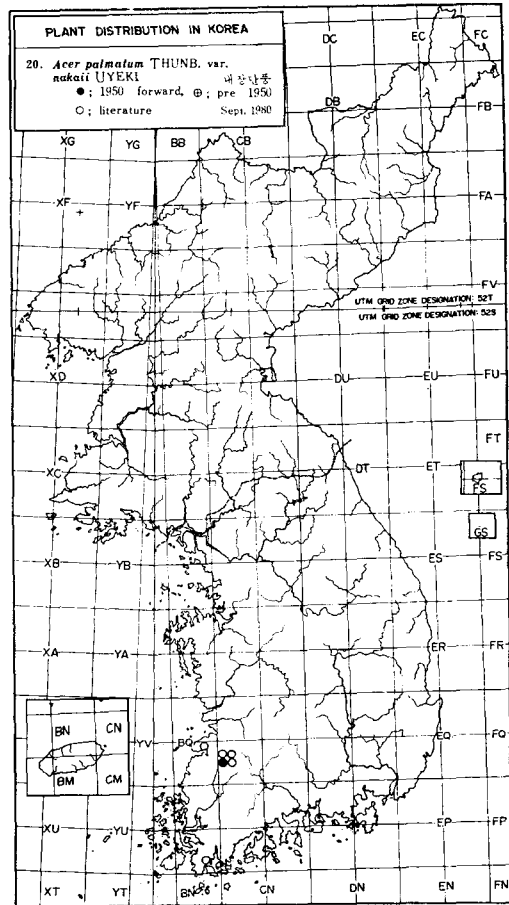 PLANT DISTRIBUTION IN KOREA
20. Acer palmatum THUNB. var.
nakaii UYEKI 내장단풍
●; 1950 forward, ⊕; pre 1950
○; literature Sept. 1980
DC EC FC
DB FB
XG YG BB CB
XF YF FA
FV
UTM GRID ZONE DESIGNATION: 52T
UTM GRID ZONE DESIGNATION: 52S
XD DU EU FU
FT
XC DT ET
FS
GS
XB YB ES FS
XA YA ER FR
BN CN YV BQ EQ FQ
BM CM
XU YU EP FP
XT YT BN CN DN EN FN